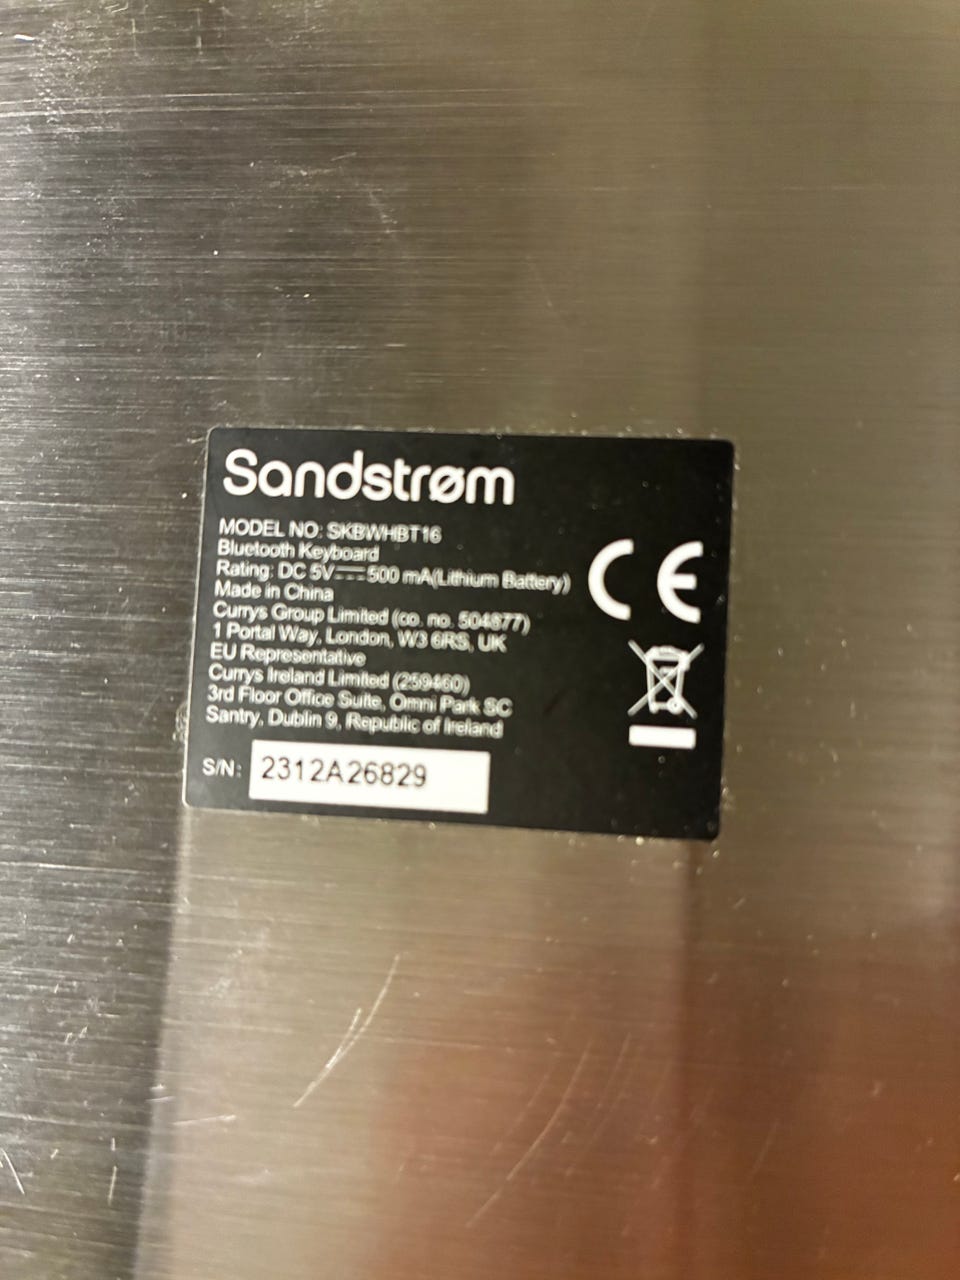 Sandstrøm
MODEL NO: SKBWHBT16
Bluetooth Keyboard
Rating: DC 5V⎓500 mA(Lithium Battery)
Made in China
Currys Group Limited (co. no. 504877)
1 Portal Way, London, W3 6RS, UK
EU Representative
Currys Ireland Limited (259460)
3rd Floor Office Suite, Omni Park SC
Santry, Dublin 9, Republic of Ireland
S/N: 2312A26829
CE